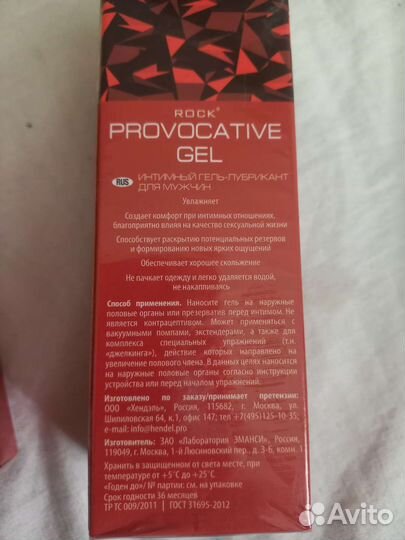 ROCK
PROVOCATIVE
GEL
RUS ИНТИМНЫЙ ГЕЛЬ-ЛУБРИКАНТ
ДЛЯ МУЖЧИН
Увлажняет
Создает комфорт при интимных отношениях,
благоприятно влияя на качество сексуальной жизни
Способствует раскрытию потенциальных резервов
и формированию новых ярких ощущений
Обеспечивает хорошее скольжение
Не пачкает одежду и легко удаляется водой,
не накапливаясь
Способ применения. Наносите гель на наружные
половые органы или презерватив перед интимом. Не
является контрацептивом. Может применяться с
вакуумными помпами, экстендерами, а также для
комплекса специальных упражнений (т.н.
«джелкинга»), действие которых направлено на
увеличение полового члена. В данных целях наносится
на наружные половые органы согласно инструкции
устройства или перед началом упражнений.
Изготовлено по заказу/принимает претензии:
ООО «Хендэль», Россия, 115682, г. Москва, ул.
Шипиловская 64, к.1, офис 147; тел +7(495)125-10-35,
e-mail: info@hendel.pro
Изготовитель: ЗАО «Лаборатория ЭМАНСИ», Россия,
119049, г. Москва, 1-й Люсиновский пер., д. 3-Б, комн. 1
Хранить в защищенном от света месте, при
температуре от +5°С до +25°С
«Годен до»/ № партии: см. на упаковке
Срок годности 36 месяцев
ТР ТС 009/2011 ГОСТ 31695-2012
Avito